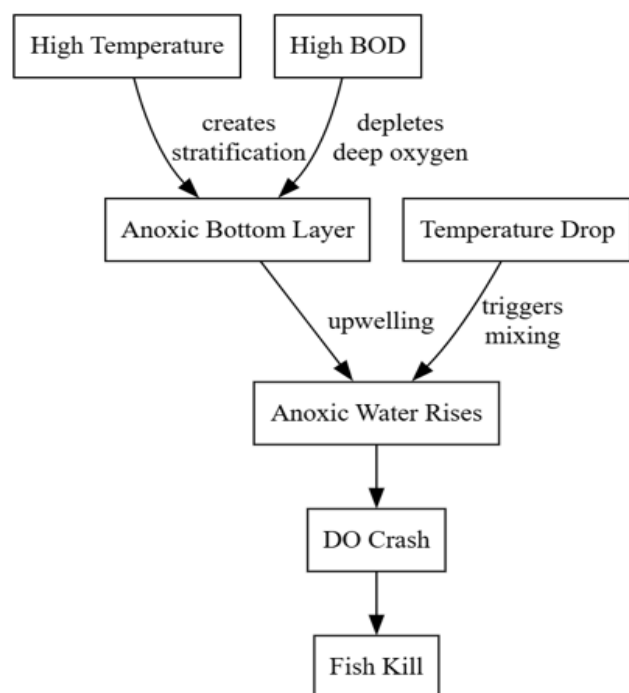 High Temperature
High BOD
creates
stratification
depletes
deep oxygen
Anoxic Bottom Layer
Temperature Drop
upwelling
triggers
mixing
Anoxic Water Rises
DO Crash
Fish Kill